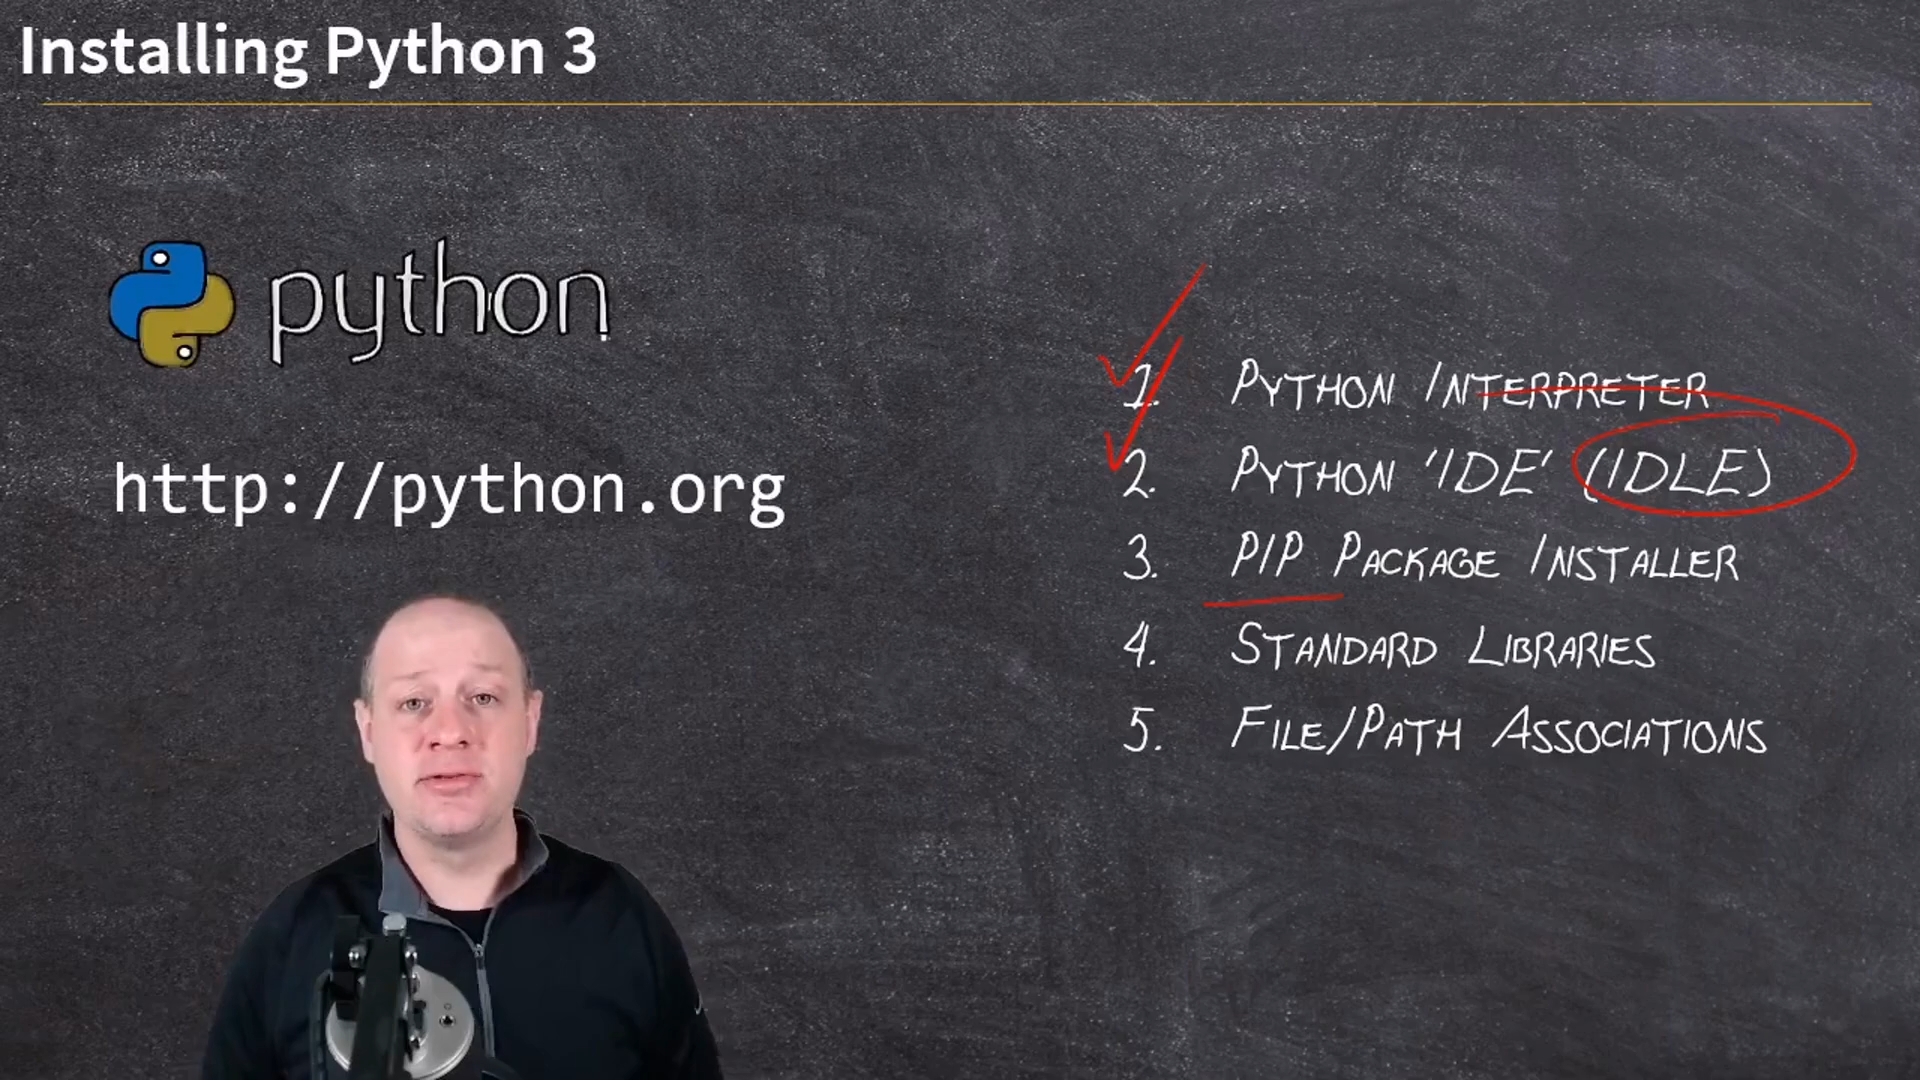 Installing Python 3
python
http://python.org
1. PYTHON INTERPRETER
2. PYTHON 'IDE' (IDLE)
3. PIP PACKAGE INSTALLER
4. STANDARD LIBRARIES
5. FILE/PATH ASSOCIATIONS